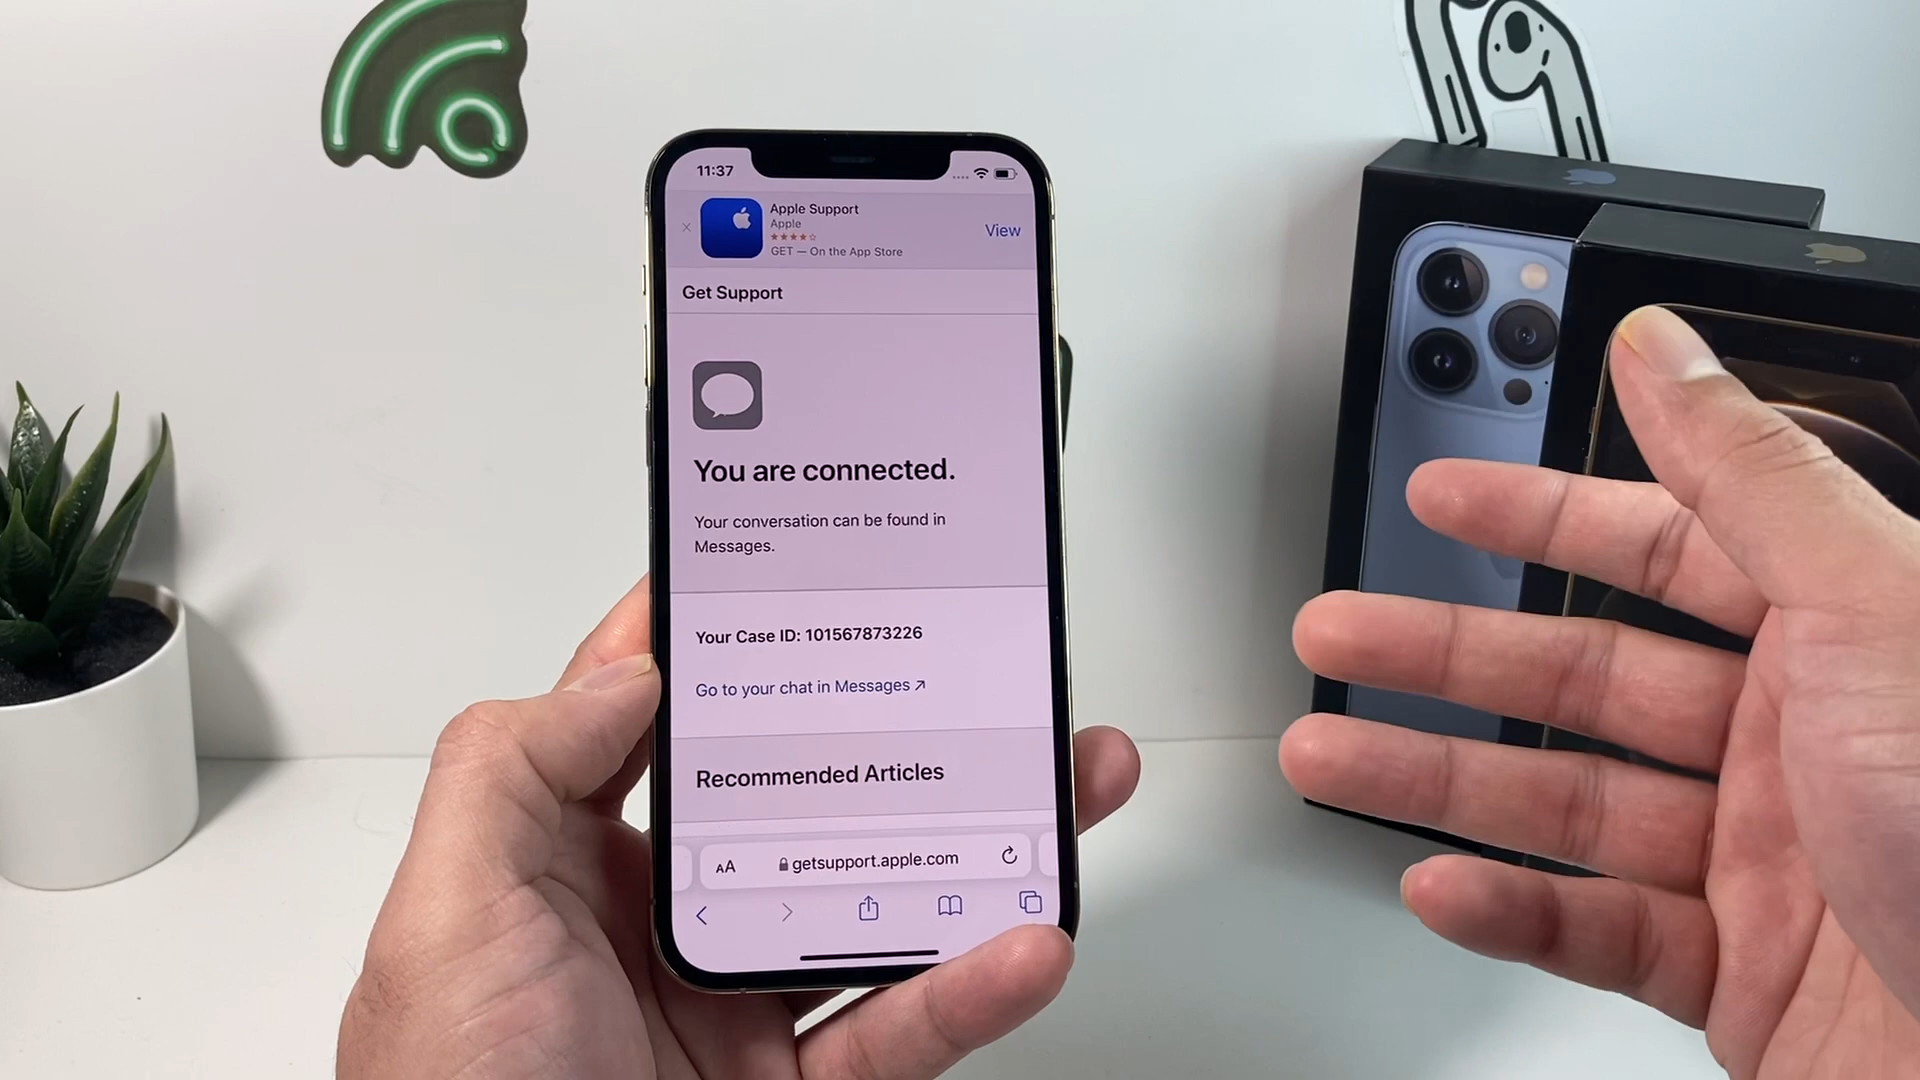 11:37
Apple Support
Apple
View
GET — On the App Store
Get Support
You are connected.
Your conversation can be found in
Messages.
Your Case ID: 101567873226
Go to your chat in Messages ↗
Recommended Articles
AA
getsupport.apple.com